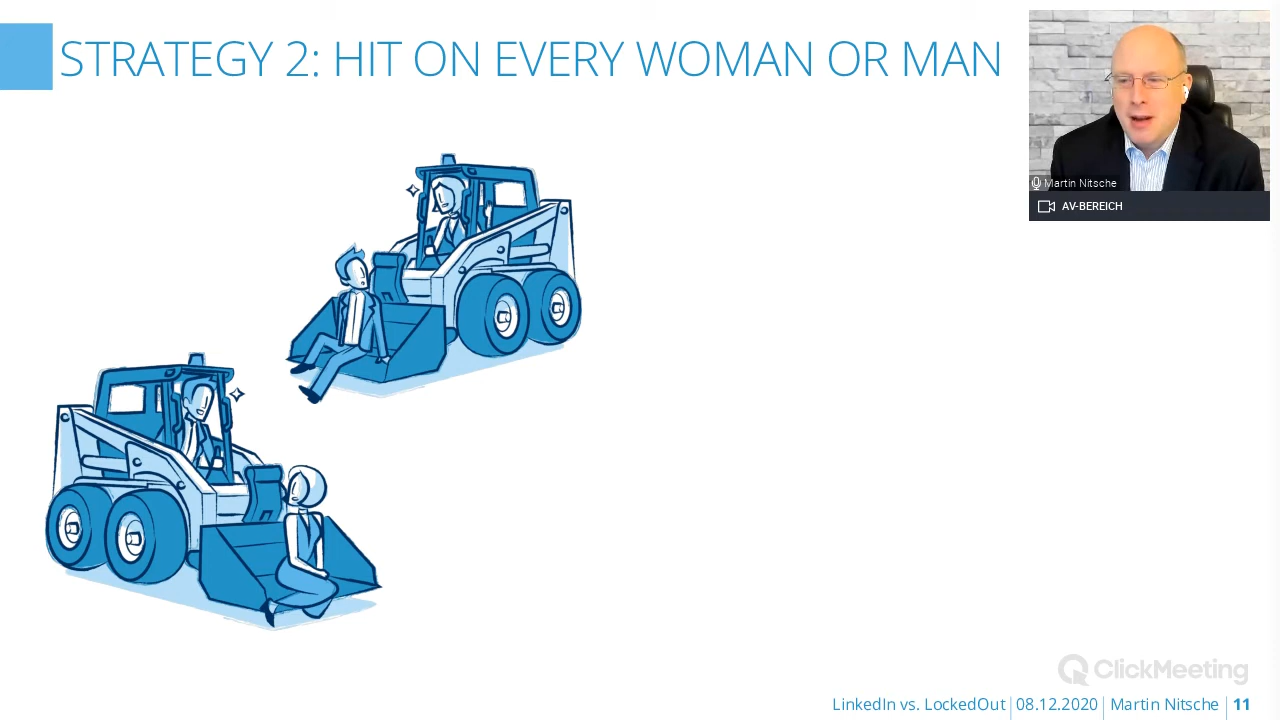 STRATEGY 2: HIT ON EVERY WOMAN OR MAN
Martin Nitsche
AV-BEREICH
ClickMeeting
LinkedIn vs. LockedOut | 08.12.2020 | Martin Nitsche | 11